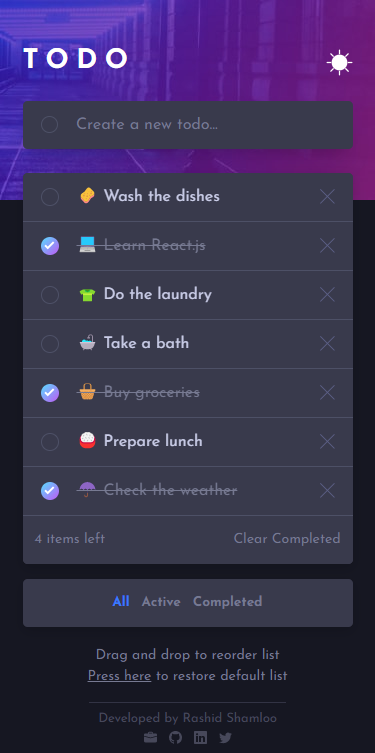 TODO
Create a new todo...
Wash the dishes
Learn React.js
Do the laundry
Take a bath
Buy groceries
Prepare lunch
Check the weather
4 items left Clear Completed
All Active Completed
Drag and drop to reorder list
Press here to restore default list
Developed by Rashid Shamloo